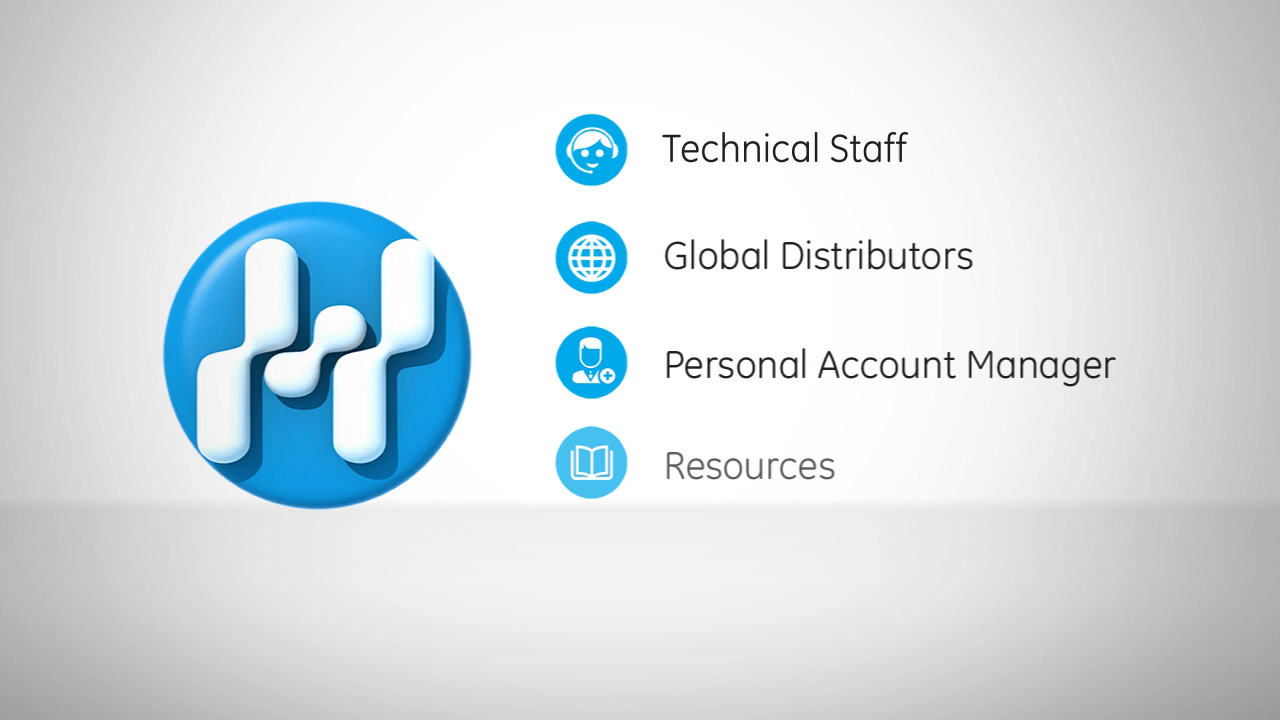 Technical Staff
Global Distributors
Personal Account Manager
Resources